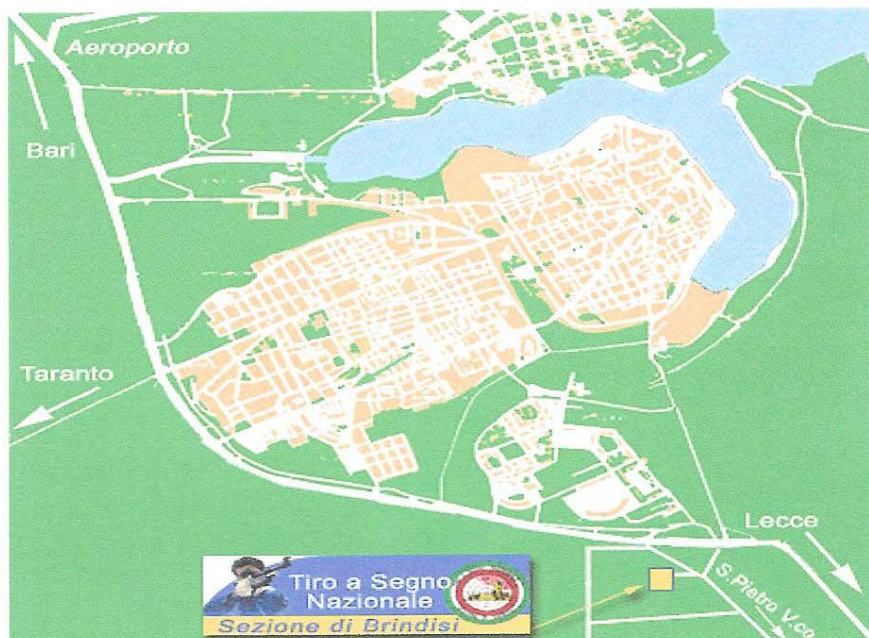 Aeroporto
Bari
Taranto
Lecce
S.Pietro V.co
Tiro a Segno
Nazionale
Sezione di Brindisi